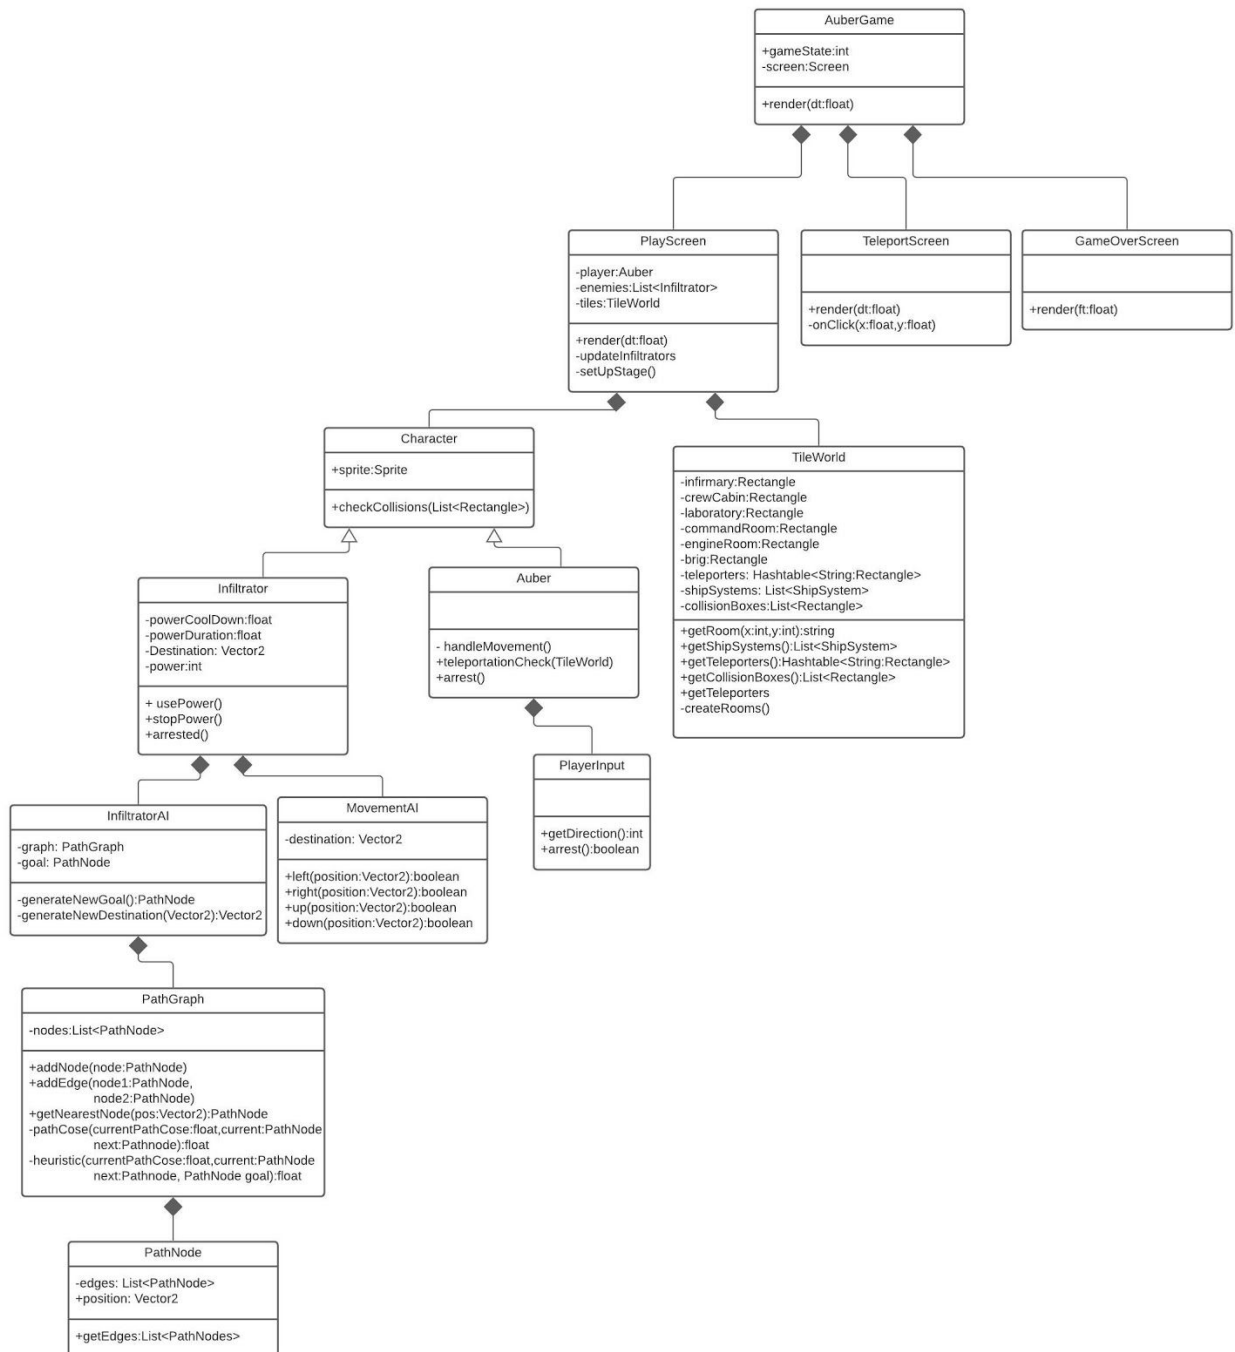 AuberGame
+gameState:int
-screen:Screen
+render(dt:float)
PlayScreen
-player:Auber
-enemies:List<Infiltrator>
-tiles:TileWorld
+render(dt:float)
-updateInfiltrators
-setUpStage()
TeleportScreen
+render(dt:float)
-onClick(x:float,y:float)
GameOverScreen
+render(ft:float)
Character
+sprite:Sprite
+checkCollisions(List<Rectangle>)
TileWorld
-infirmary:Rectangle
-crewCabin:Rectangle
-laboratory:Rectangle
-commandRoom:Rectangle
-engineRoom:Rectangle
-brig:Rectangle
-teleporters: Hashtable<String:Rectangle>
-shipSystems: List<ShipSystem>
-collisionBoxes:List<Rectangle>
+getRoom(x:int,y:int):string
+getShipSystems():List<ShipSystem>
+getTeleporters():Hashtable<String:Rectangle>
+getCollisionBoxes():List<Rectangle>
+getTeleporters
-createRooms()
Infiltrator
-powerCoolDown:float
-powerDuration:float
-Destination: Vector2
-power:int
+ usePower()
+stopPower()
+arrested()
Auber
- handleMovement()
+teleportationCheck(TileWorld)
+arrest()
PlayerInput
+getDirection():int
+arrest():boolean
InfiltratorAI
-graph: PathGraph
-goal: PathNode
-generateNewGoal():PathNode
-generateNewDestination(Vector2):Vector2
MovementAI
-destination: Vector2
+left(position:Vector2):boolean
+right(position:Vector2):boolean
+up(position:Vector2):boolean
+down(position:Vector2):boolean
PathGraph
-nodes:List<PathNode>
+addNode(node:PathNode)
+addEdge(node1:PathNode,
node2:PathNode)
+getNearestNode(pos:Vector2):PathNode
-pathCose(currentPathCose:float,current:PathNode
next:Pathnode):float
-heuristic(currentPathCose:float,current:PathNode
next:Pathnode, PathNode goal):float
PathNode
-edges: List<PathNode>
+position: Vector2
+getEdges:List<PathNodes>